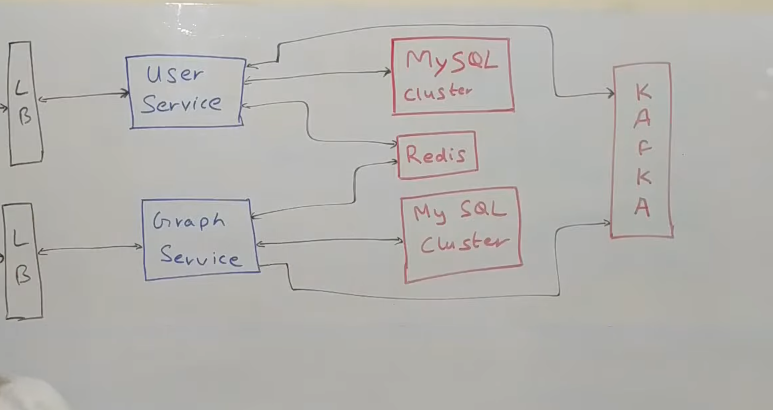 L
B
User
Service
MySQL
Cluster
Redis
K
A
F
K
A
L
B
Graph
Service
My SQL
Cluster